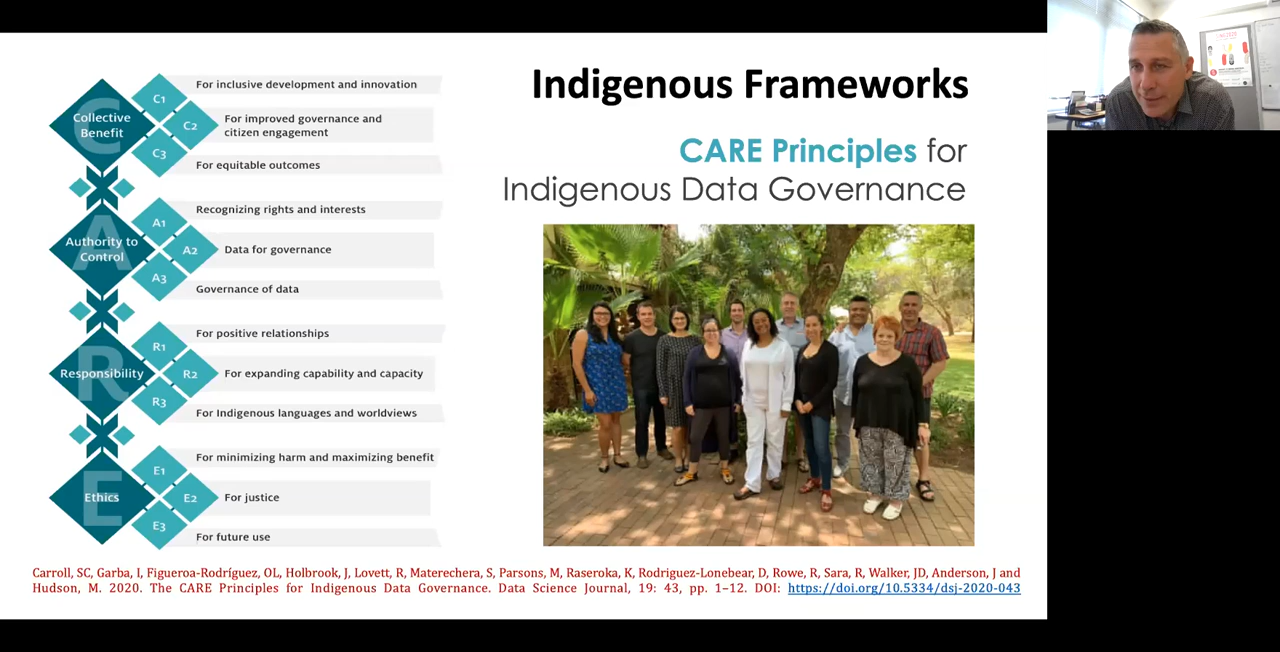 Indigenous Frameworks
CARE Principles for
Indigenous Data Governance
C
Collective
Benefit
C1
For inclusive development and innovation
C2
For improved governance and
citizen engagement
C3
For equitable outcomes
A
Authority to
Control
A1
Recognizing rights and interests
A2
Data for governance
A3
Governance of data
R
Responsibility
R1
For positive relationships
R2
For expanding capability and capacity
R3
For Indigenous languages and worldviews
E
Ethics
E1
For minimizing harm and maximizing benefit
E2
For justice
E3
For future use
Carroll, SC, Garba, I, Figueroa-Rodríguez, OL, Holbrook, J, Lovett, R, Materechera, S, Parsons, M, Raseroka, K, Rodriguez-Lonebear, D, Rowe, R, Sara, R, Walker, JD, Anderson, J and
Hudson, M. 2020. The CARE Principles for Indigenous Data Governance. Data Science Journal, 19: 43, pp. 1–12. DOI: https://doi.org/10.5334/dsj-2020-043